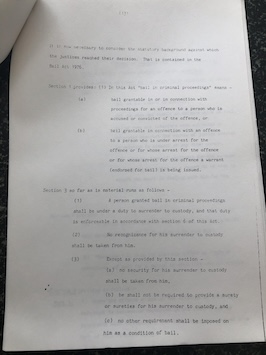 It is now necessary to consider the statutory background against which
the justices reached their decision. That is contained in the
Bail Act 1976.
Section 1 provides: (1) In this Act "bail in criminal proceedings" means -
(a) bail grantable in or in connection with
proceedings for an offence to a person who is
accused or convicted of the offence, or
(b) bail grantable in connection with an offence
to a person who is under arrest for the
offence or for whose arrest for the offence
or for whose arrest for the offence a warrant
(endorsed for bail) is being issued.
Section 3 so far as is material runs as follows -
(1) A person granted bail in criminal proceedings
shall be under a duty to surrender to custody, and that duty
is enforceable in accordance with section 6 of this Act.
(2) No recognizance for his surrender to custody
shall be taken from him.
(3) Except as provided by this section -
(a) no security for his surrender to custody
shall be taken from him,
(b) he shall not be required to provide a surety
or sureties for his surrender to custody, and
(c) no other requirement shall be imposed on
him as a condition of bail.